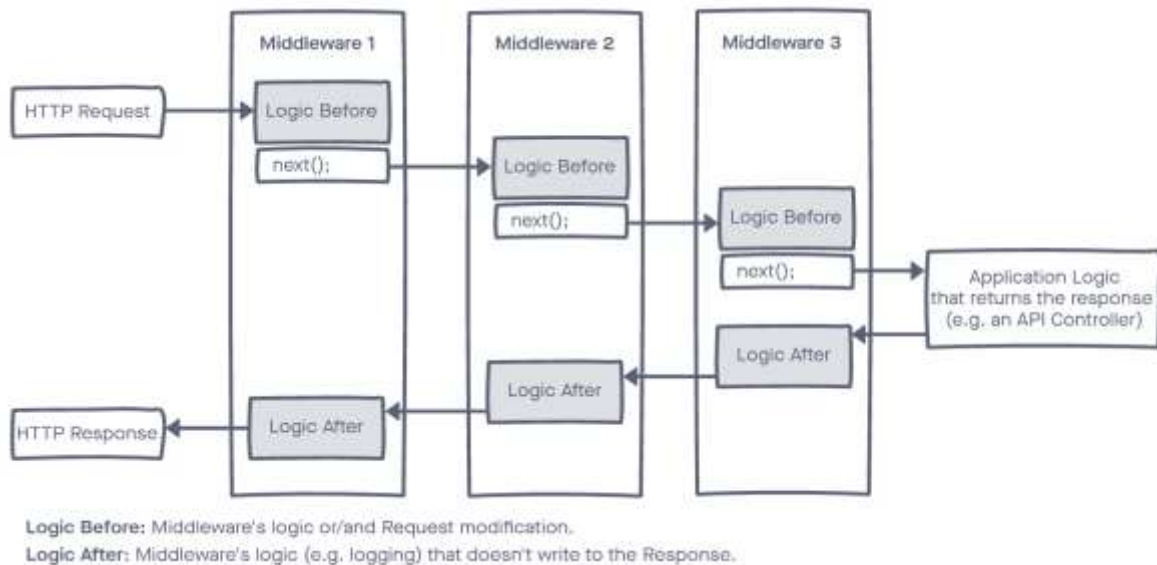 Middleware 1
Middleware 2
Middleware 3
HTTP Request
Logic Before
next();
Logic Before
next();
Logic Before
next();
Application Logic
that returns the response
(e.g. an API Controller)
Logic After
Logic After
Logic After
HTTP Response
Logic Before: Middleware's logic or/and Request modification.
Logic After: Middleware's logic (e.g. logging) that doesn't write to the Response.